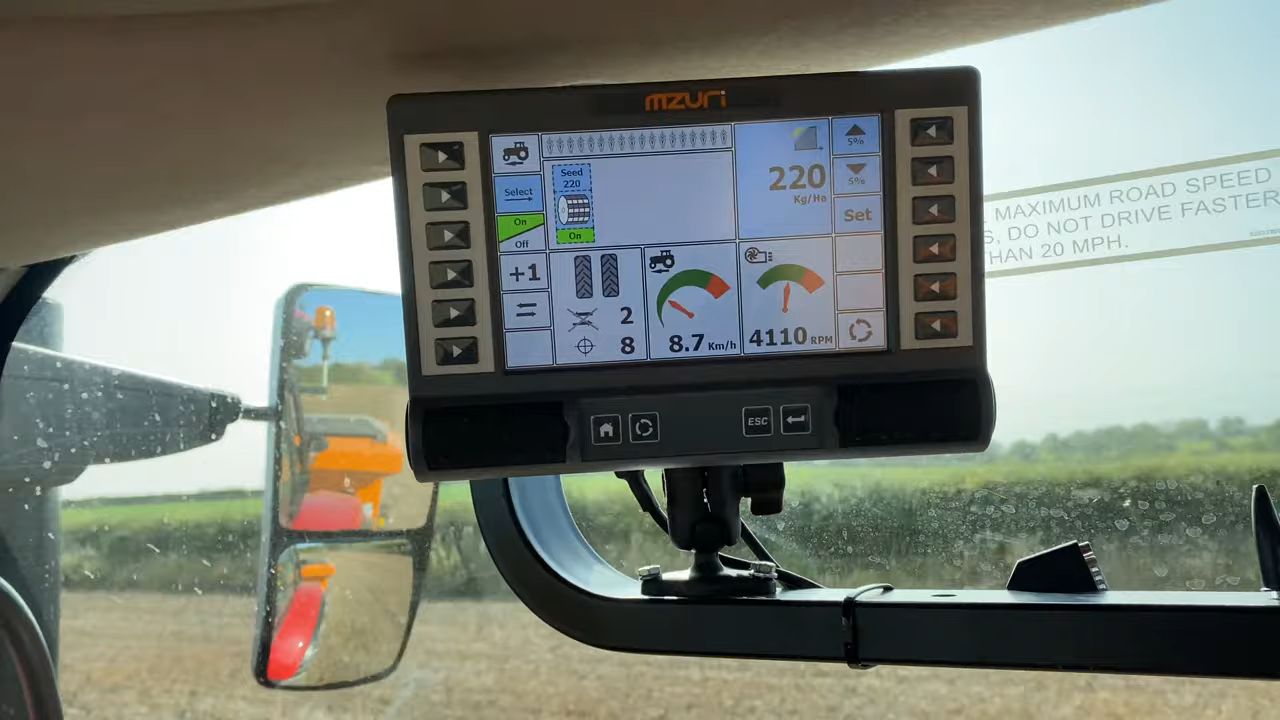 mzuri
5%
Seed
220
220
Kg/Ha
Select
5%
On
Off
On
Set
+1
2
8
8.7 Km/h
4110 RPM
ESC
MAXIMUM ROAD SPEED
S, DO NOT DRIVE FASTER
THAN 20 MPH.